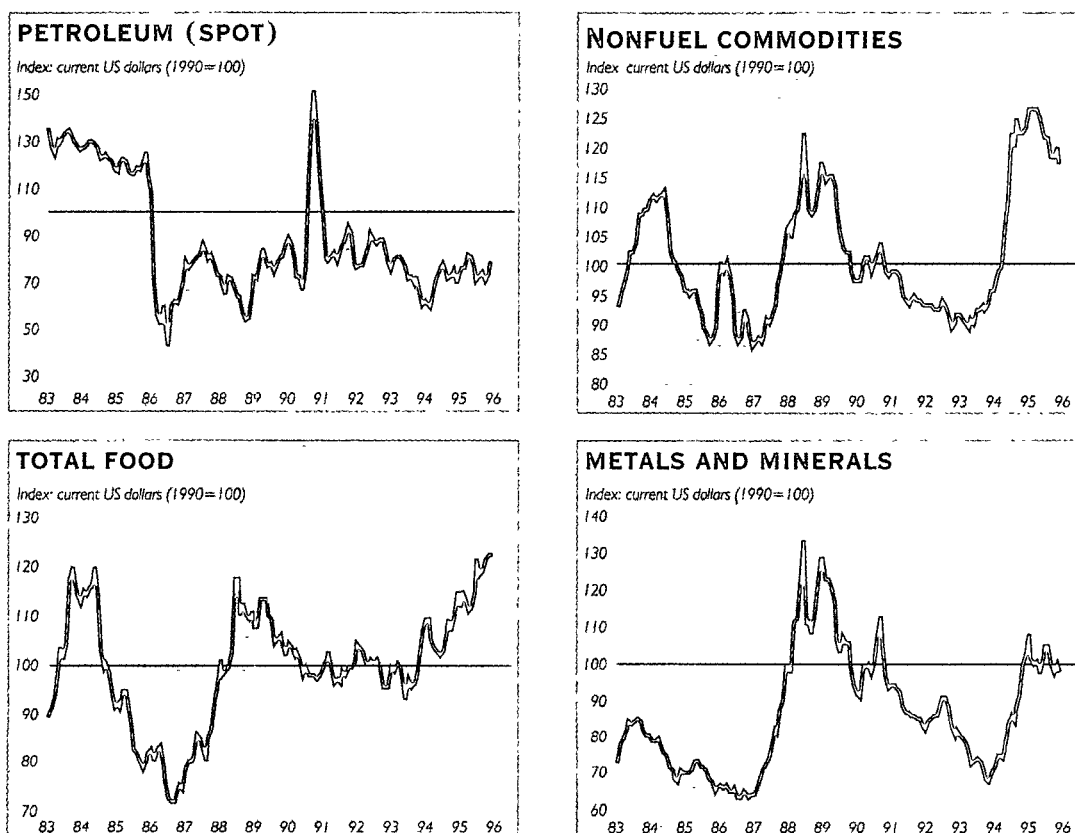 PETROLEUM (SPOT)
Index: current US dollars (1990=100)
150
130
110
90
70
50
30
83 84 85 86 87 88 89 90 91 92 93 94 95 96
NONFUEL COMMODITIES
Index current US dollars (1990=100)
130
125
120
115
110
105
100
95
90
85
80
83 84 85 86 87 88 89 90 91 92 93 94 95 96
TOTAL FOOD
Index: current US dollars (1990=100)
130
120
110
100
90
80
70
83 84 85 86 87 88 89 90 91 92 93 94 95 96
METALS AND MINERALS
Index: current US dollars (1990=100)
140
130
120
110
100
90
80
70
60
83 84 85 86 87 88 89 90 91 92 93 94 95 96